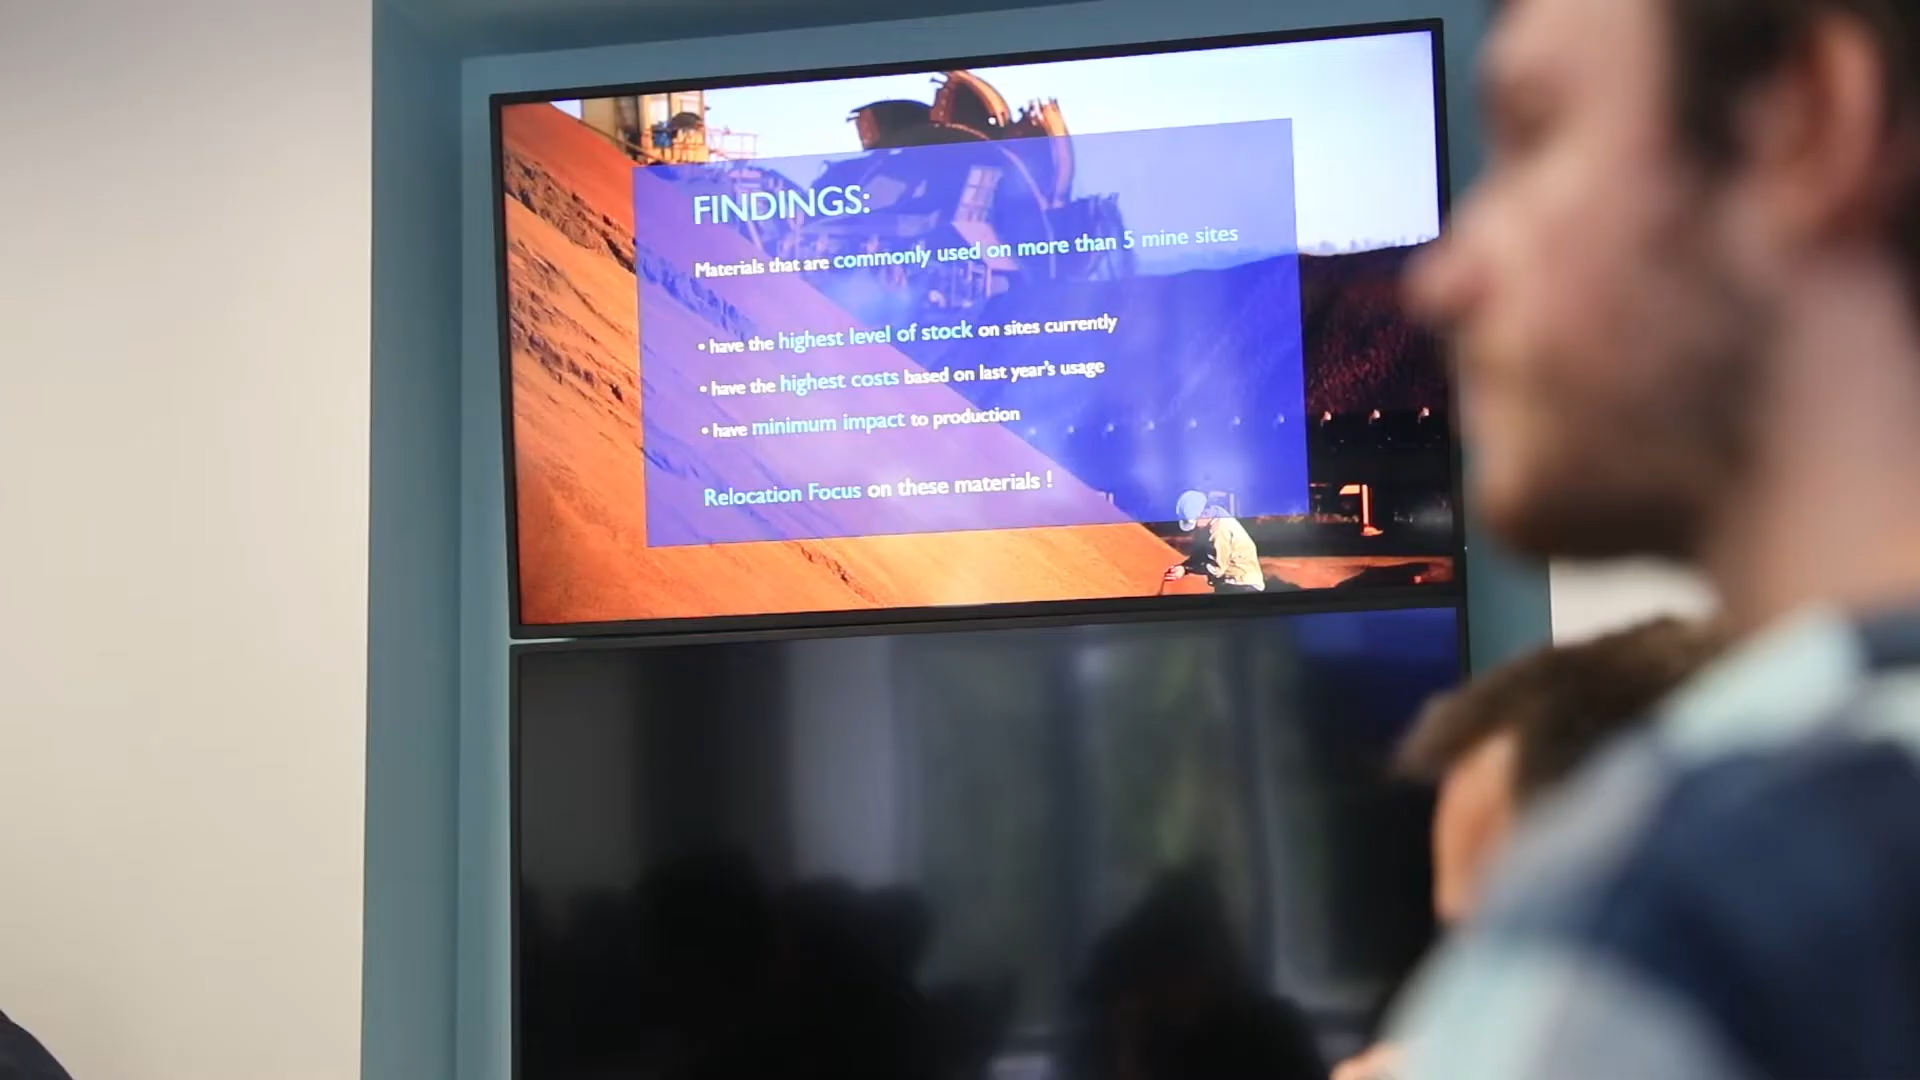 FINDINGS:
Materials that are commonly used on more than 5 mine sites
• have the highest level of stock on sites currently
• have the highest costs based on last year's usage
• have minimum impact to production
Relocation Focus on these materials !